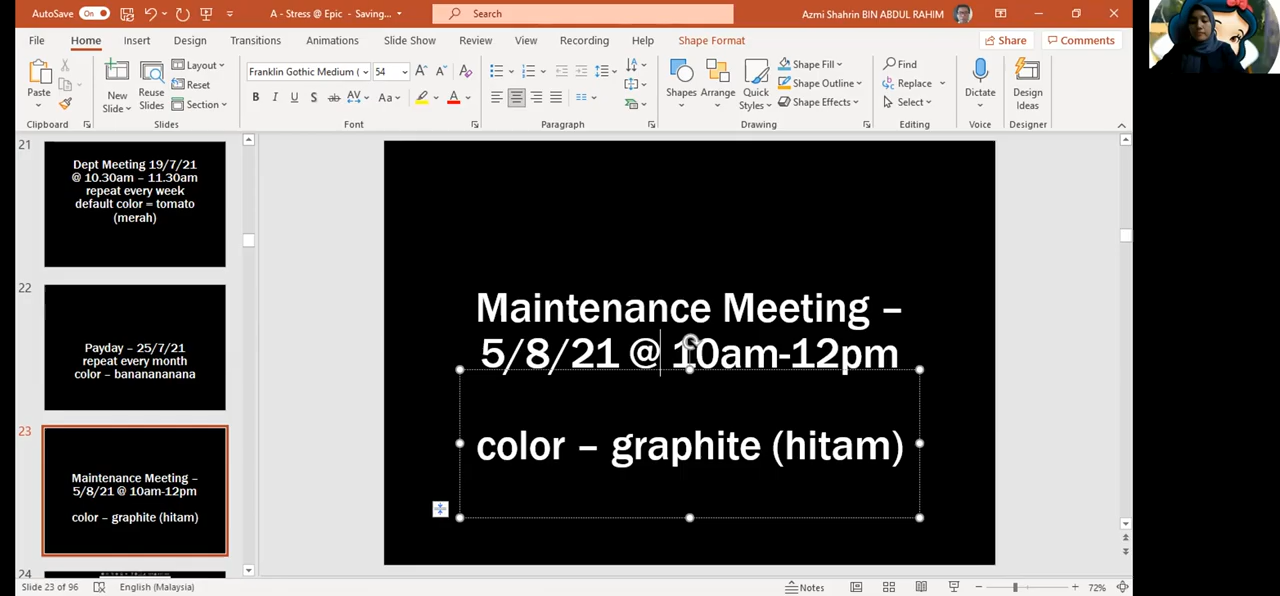 AutoSave On A - Stress @ Epic - Saving... Search Azmi Shahrin BIN ABDUL RAHIM
File Home Insert Design Transitions Animations Slide Show Review View Recording Help Shape Format Share Comments
Paste New Slide Reuse Slides Layout Reset Section
Franklin Gothic Medium ( 54
B I U S ab AV Aa A
Shapes Arrange Quick Styles Shape Fill Shape Outline Shape Effects
Find Replace Select Dictate Design Ideas
Clipboard Slides Font Paragraph Drawing Editing Voice Designer
21
Dept Meeting 19/7/21
@ 10.30am – 11.30am
repeat every week
default color = tomato
(merah)
22
Payday – 25/7/21
repeat every month
color – banananana
23
Maintenance Meeting –
5/8/21 @ 10am-12pm
color – graphite (hitam)
24
Maintenance Meeting –
5/8/21 @ 10am-12pm
color – graphite (hitam)
Slide 23 of 96 English (Malaysia) Notes 72%